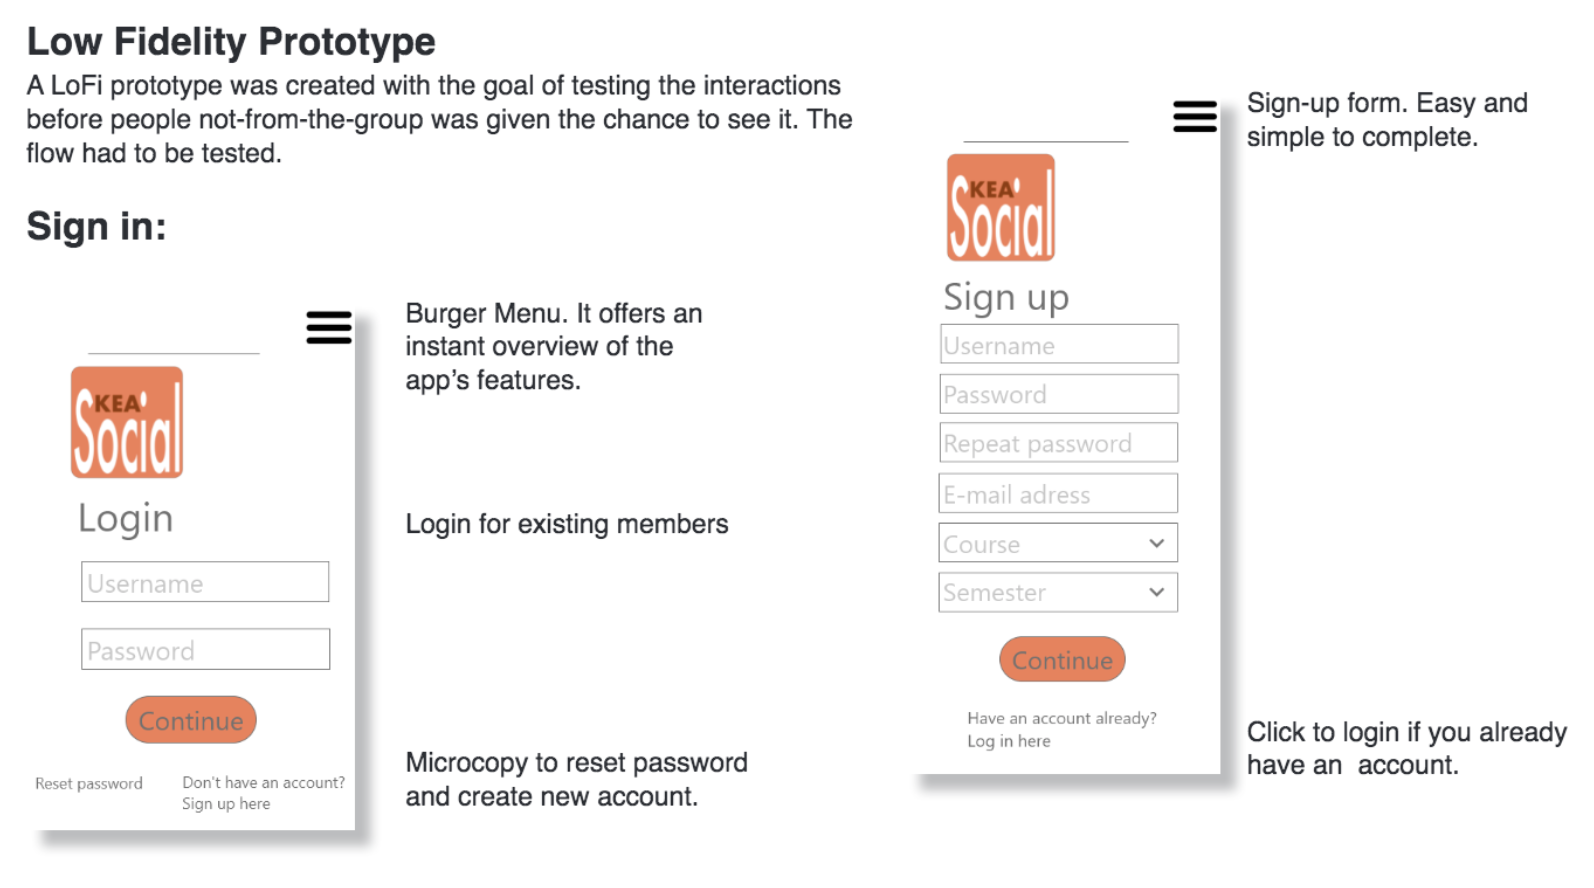 Low Fidelity Prototype
A LoFi prototype was created with the goal of testing the interactions
before people not-from-the-group was given the chance to see it. The
flow had to be tested.
Sign in:
KEA
Social
Login
Username
Password
Continue
Reset password
Don't have an account?
Sign up here
Burger Menu. It offers an
instant overview of the
app's features.
Login for existing members
Microcopy to reset password
and create new account.
KEA
Social
Sign up
Username
Password
Repeat password
E-mail adress
Course
Semester
Continue
Have an account already?
Log in here
Sign-up form. Easy and
simple to complete.
Click to login if you already
have an  account.